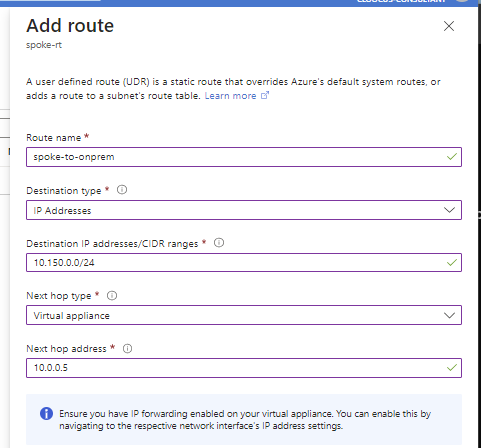 Add route
spoke-rt
A user defined route (UDR) is a static route that overrides Azure's default system routes, or
adds a route to a subnet's route table. Learn more
Route name *
spoke-to-onprem
Destination type *
IP Addresses
Destination IP addresses/CIDR ranges *
10.150.0.0/24
Next hop type *
Virtual appliance
Next hop address *
10.0.0.5
Ensure you have IP forwarding enabled on your virtual appliance. You can enable this by
navigating to the respective network interface's IP address settings.